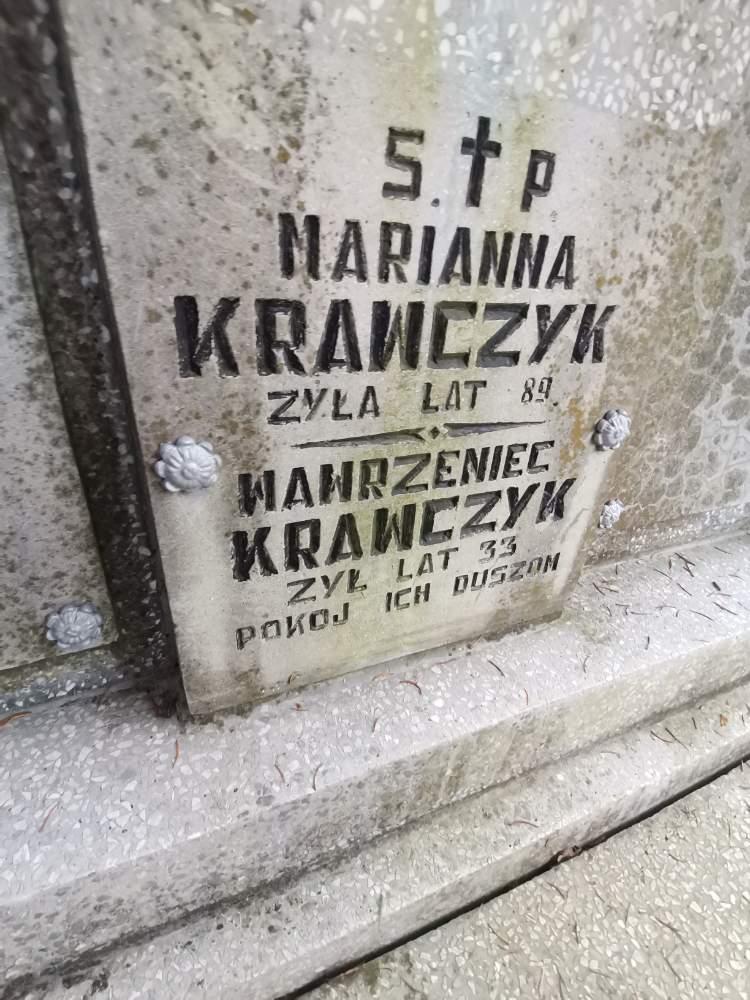 S. † P.
MARIANNA
KRAWCZYK
ŻYŁA LAT 89
WAWRZENIEC
KRAWCZYK
ŻYŁ LAT 33
POKÓJ ICH DUSZOM